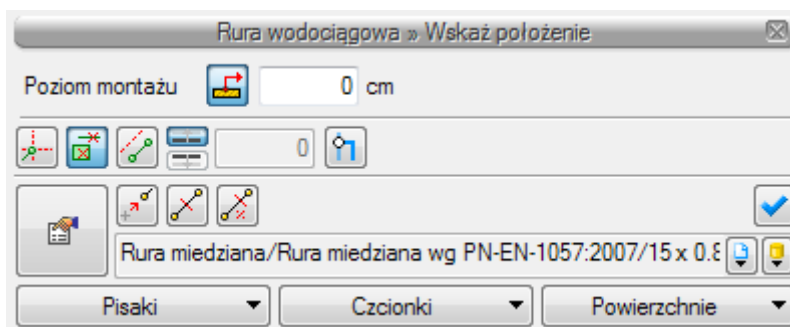 Rura wodociągowa » Wskaż położenie
Poziom montażu 0 cm
0
Rura miedziana/Rura miedziana wg PN-EN-1057:2007/15 x 0.8
Pisaki Czcionki Powierzchnie